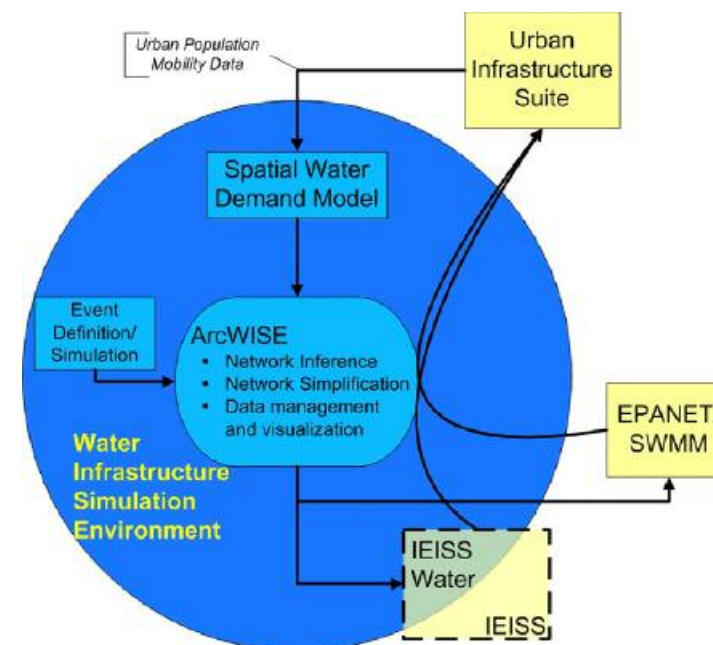 Urban Population
Mobility Data
Urban
Infrastructure
Suite
Spatial Water
Demand Model
Event
Definition/
Simulation
ArcWISE
• Network Inference
• Network Simplification
• Data management
and visualization
EPANET/
SWMM
Water
Infrastructure
Simulation
Environment
IEISS
Water
IEISS